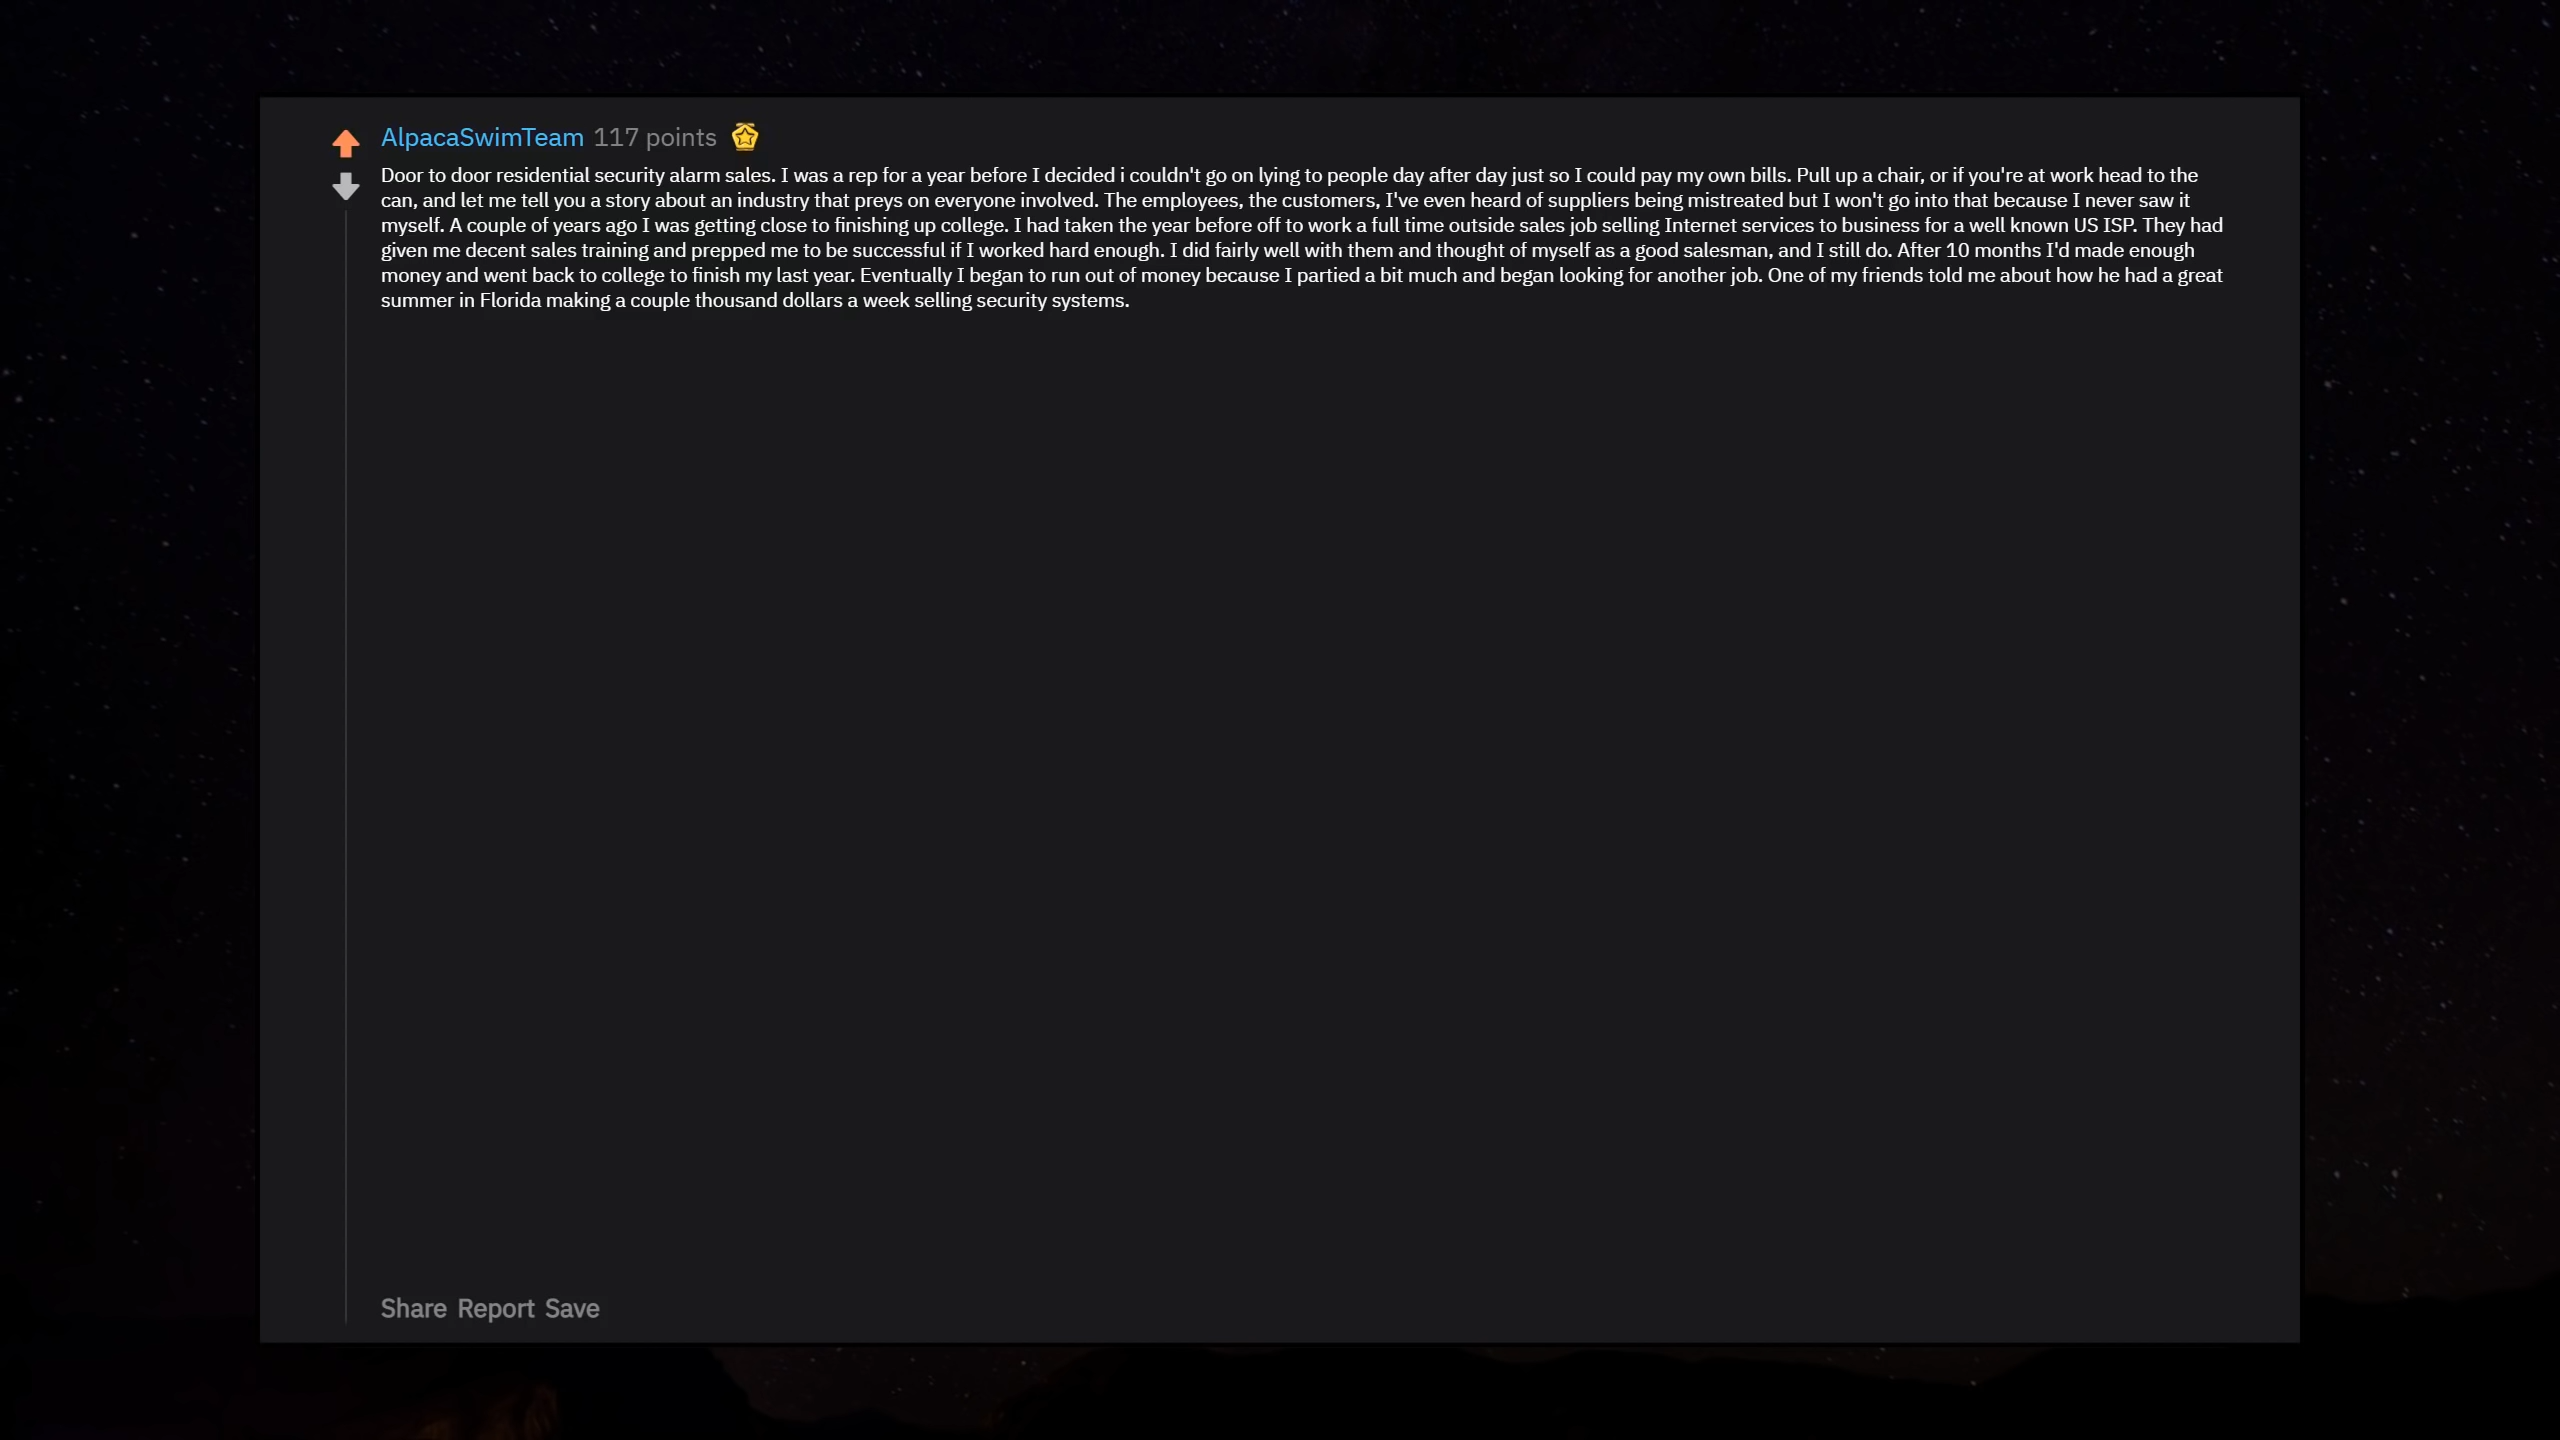 AlpacaSwimTeam 117 points
Door to door residential security alarm sales. I was a rep for a year before I decided i couldn't go on lying to people day after day just so I could pay my own bills. Pull up a chair, or if you're at work head to the
can, and let me tell you a story about an industry that preys on everyone involved. The employees, the customers, I've even heard of suppliers being mistreated but I won't go into that because I never saw it
myself. A couple of years ago I was getting close to finishing up college. I had taken the year before off to work a full time outside sales job selling Internet services to business for a well known US ISP. They had
given me decent sales training and prepped me to be successful if I worked hard enough. I did fairly well with them and thought of myself as a good salesman, and I still do. After 10 months I'd made enough
money and went back to college to finish my last year. Eventually I began to run out of money because I partied a bit much and began looking for another job. One of my friends told me about how he had a great
summer in Florida making a couple thousand dollars a week selling security systems.
Share Report Save